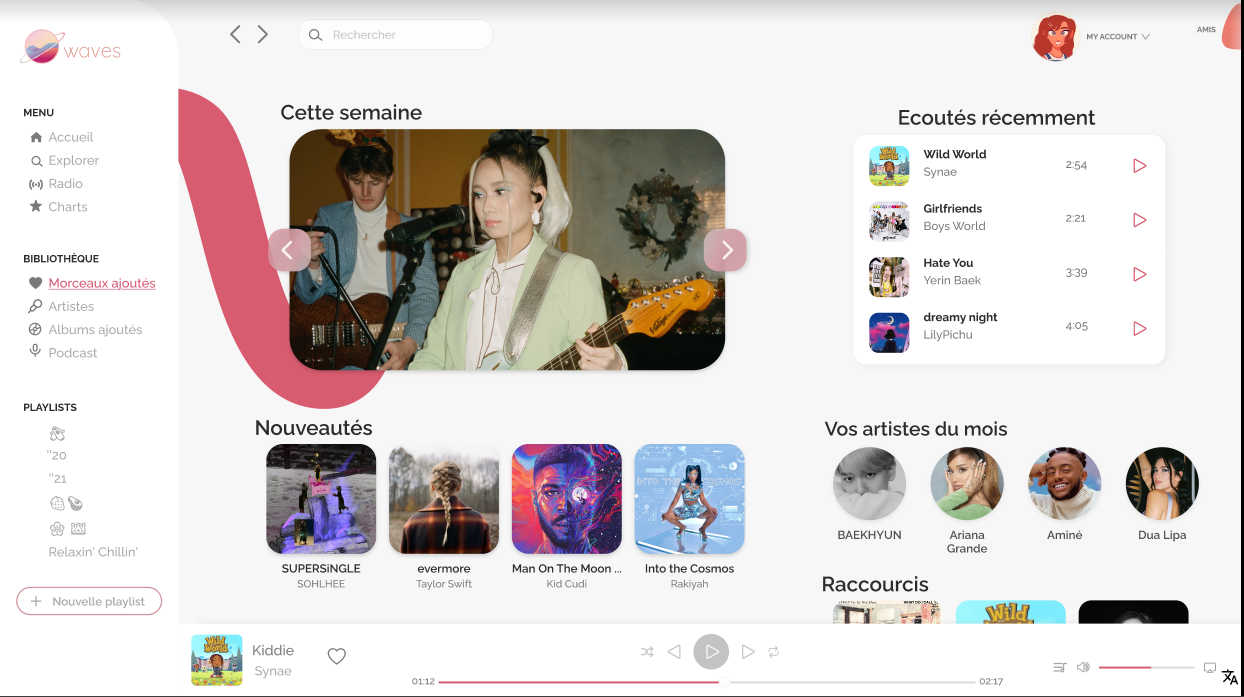 waves
Rechercher
MY ACCOUNT
AMIS
MENU
Accueil
Explorer
Radio
Charts
BIBLIOTHÈQUE
Morceaux ajoutés
Artistes
Albums ajoutés
Podcast
PLAYLISTS
"20
"21
Relaxin' Chillin'
+ Nouvelle playlist
Cette semaine
Ecoutés récemment
Wild World
Synae
2:54
Girlfriends
Boys World
2:21
Hate You
Yerin Baek
3:39
dreamy night
LilyPichu
4:05
Nouveautés
SUPERSiNGLE
SOHLHEE
evermore
Taylor Swift
Man On The Moon ...
Kid Cudi
Into the Cosmos
Rakiyah
Vos artistes du mois
BAEKHYUN
Ariana
Grande
Aminé
Dua Lipa
Raccourcis
WILD
WORLD
Kiddie
Synae
01:12
02:17